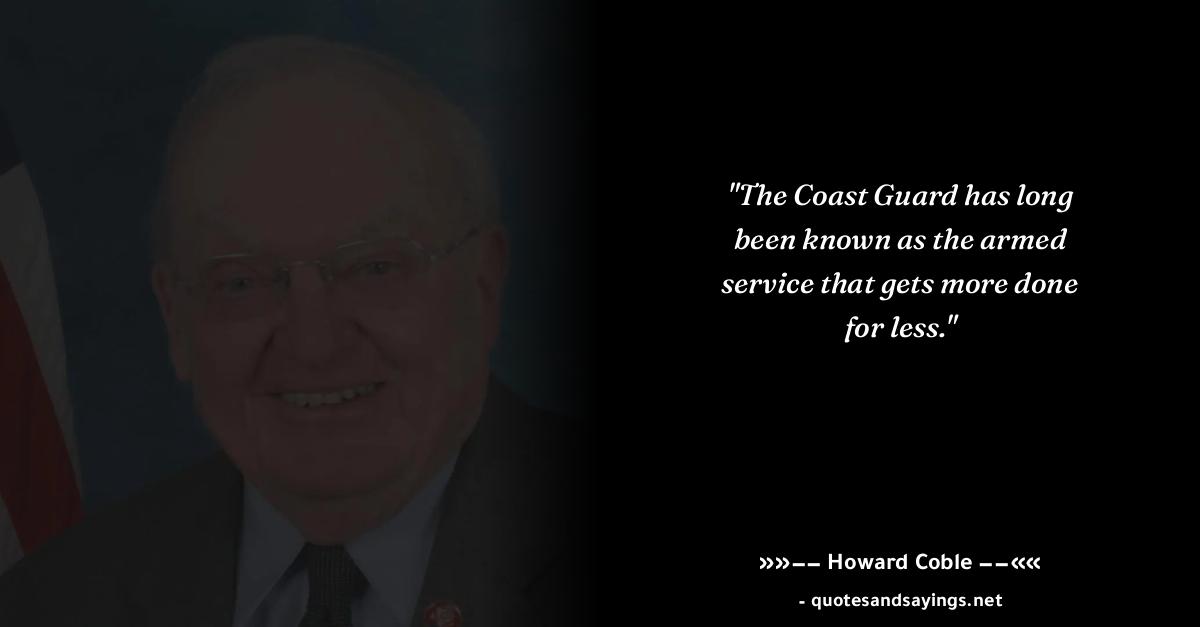 "The Coast Guard has long
been known as the armed
service that gets more done
for less."
»»–– Howard Coble ––««
- quotesandsayings.net